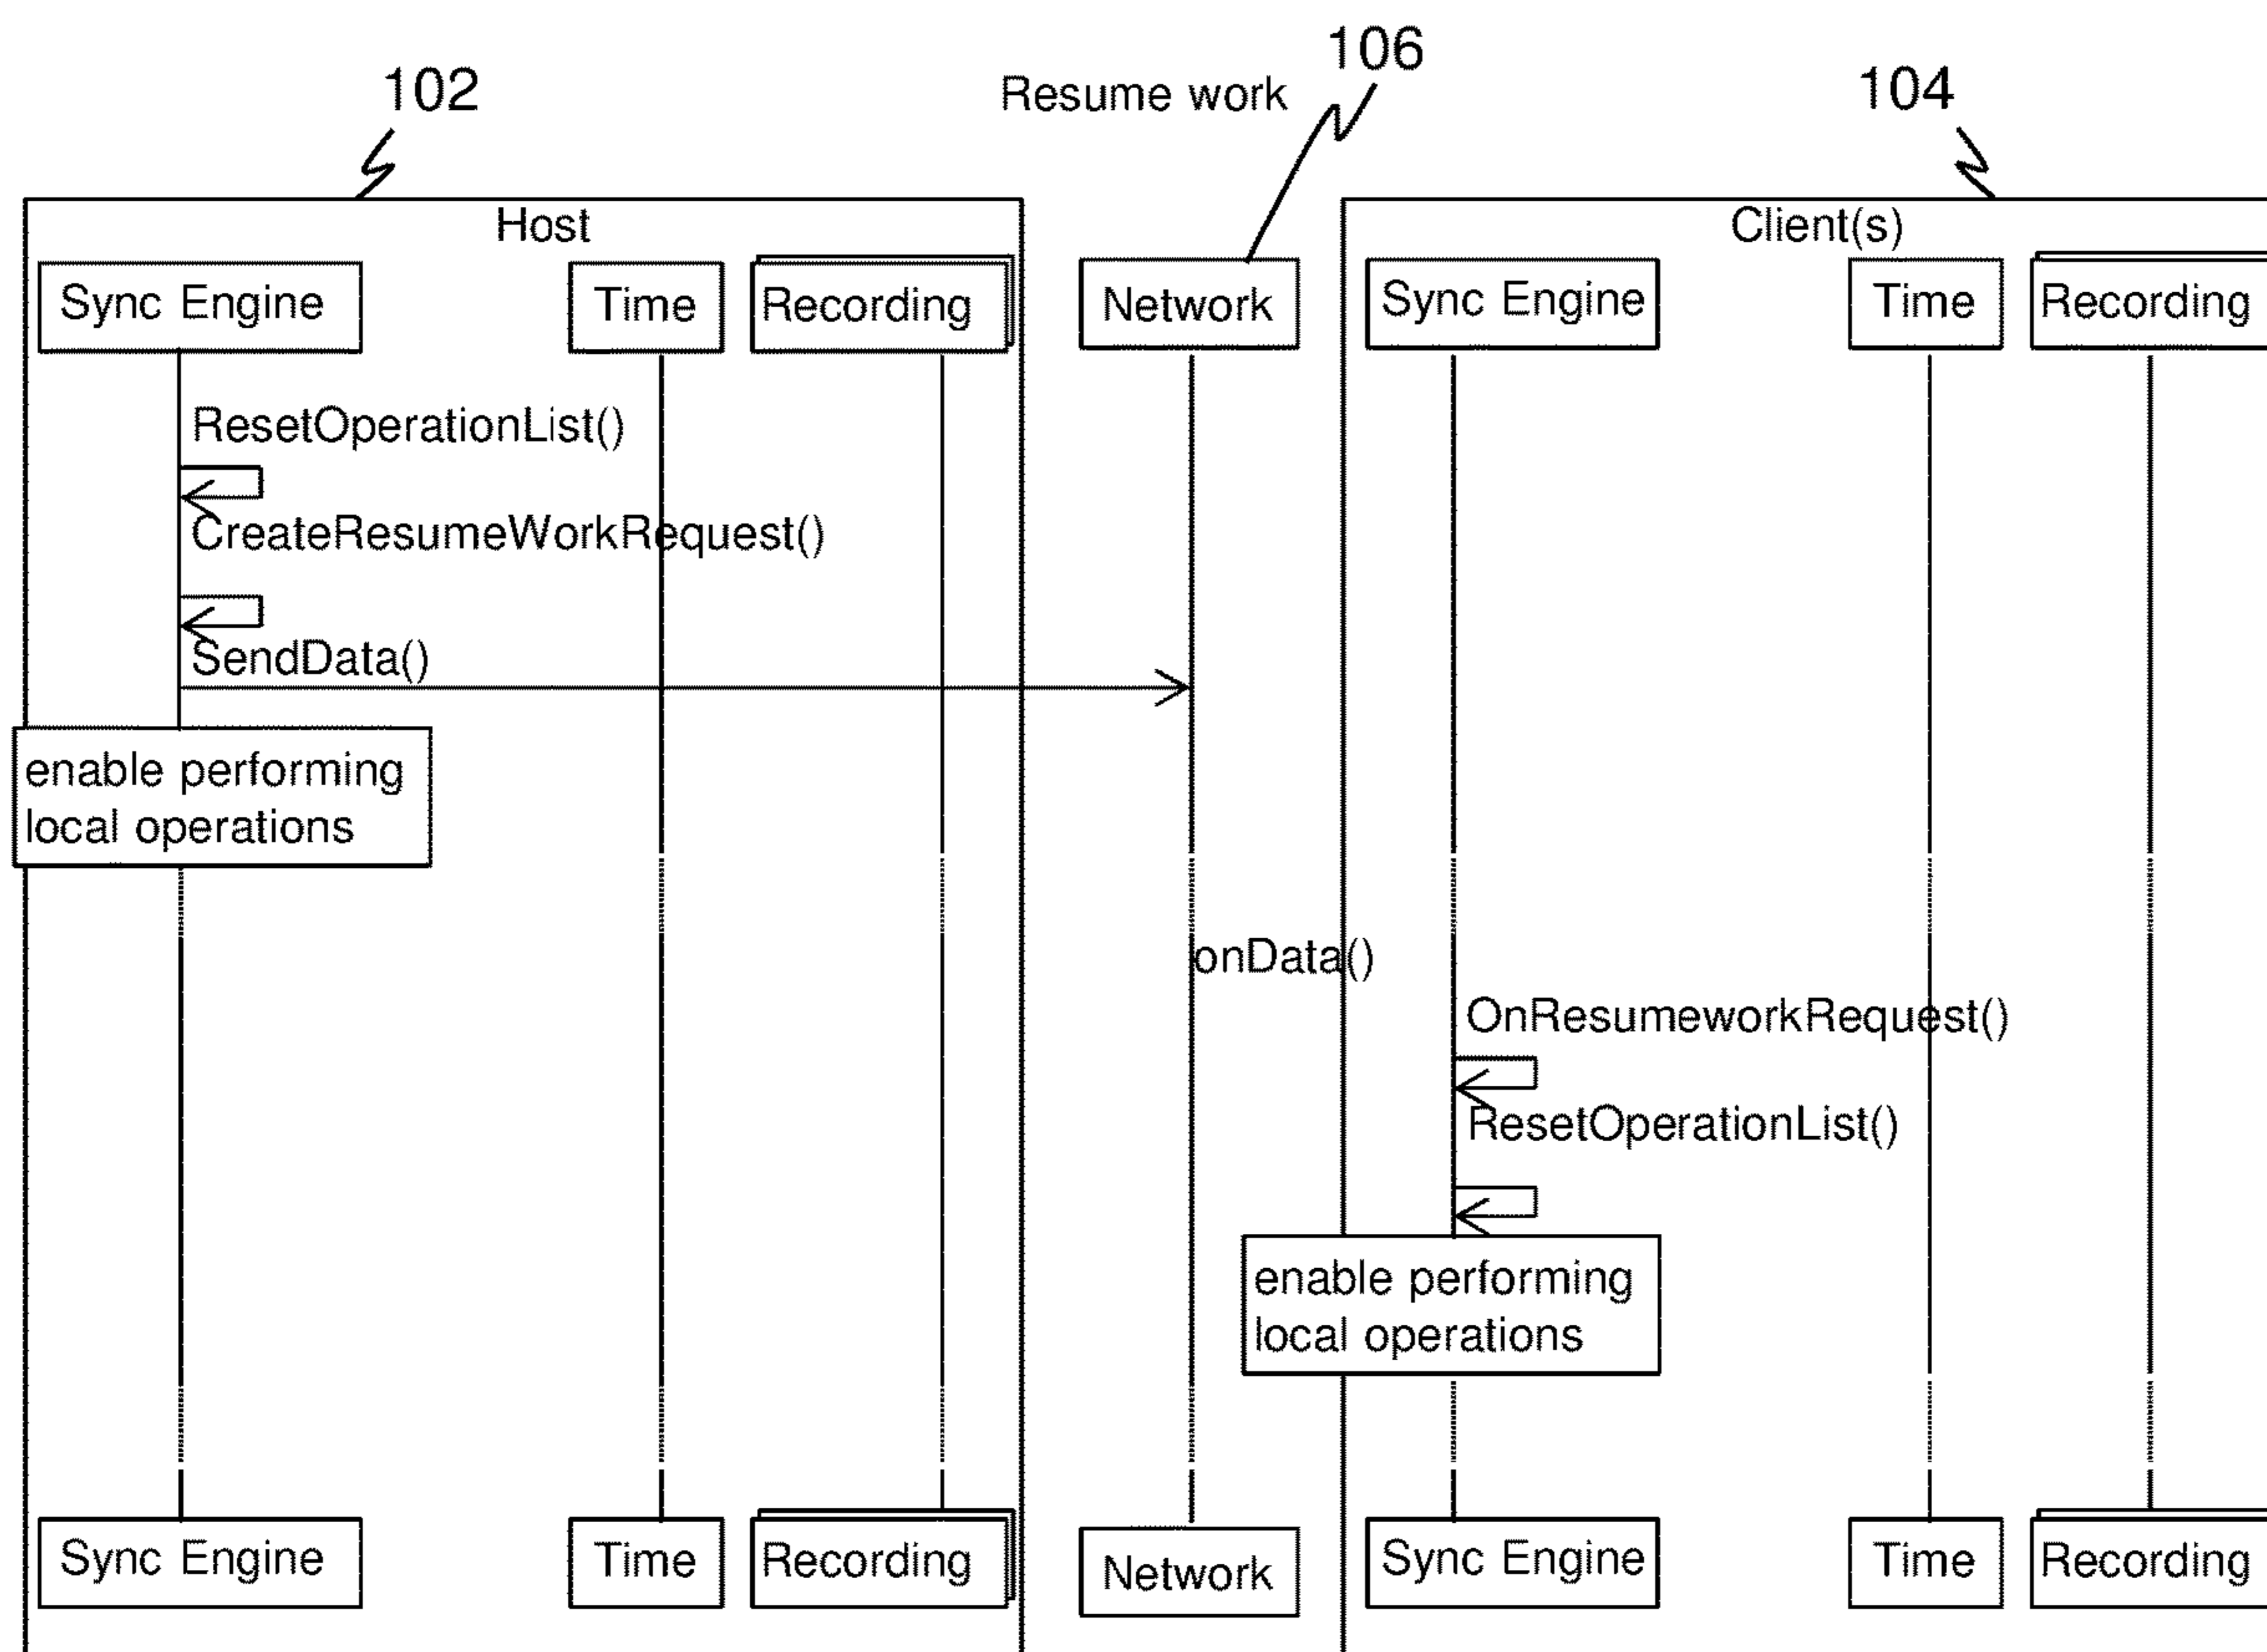 106
102
Resume work
104
Host
Client(s)
Sync Engine
Time
Recording
Network
Sync Engine
Time
Recording
ResetOperationList()
CreateResumeWorkRequest()
SendData()
enable performing
local operations
onData()
OnResumeworkRequest()
ResetOperationList()
enable performing
local operations
Sync Engine
Time
Recording
Network
Sync Engine
Time
Recording